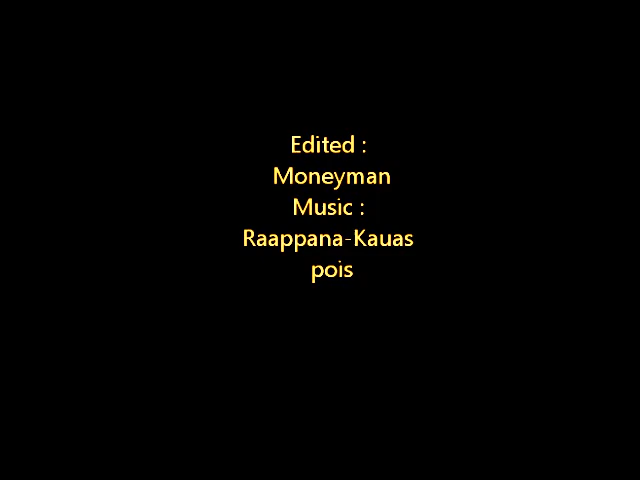 Edited :
Moneyman
Music :
Raappana-Kauas
pois